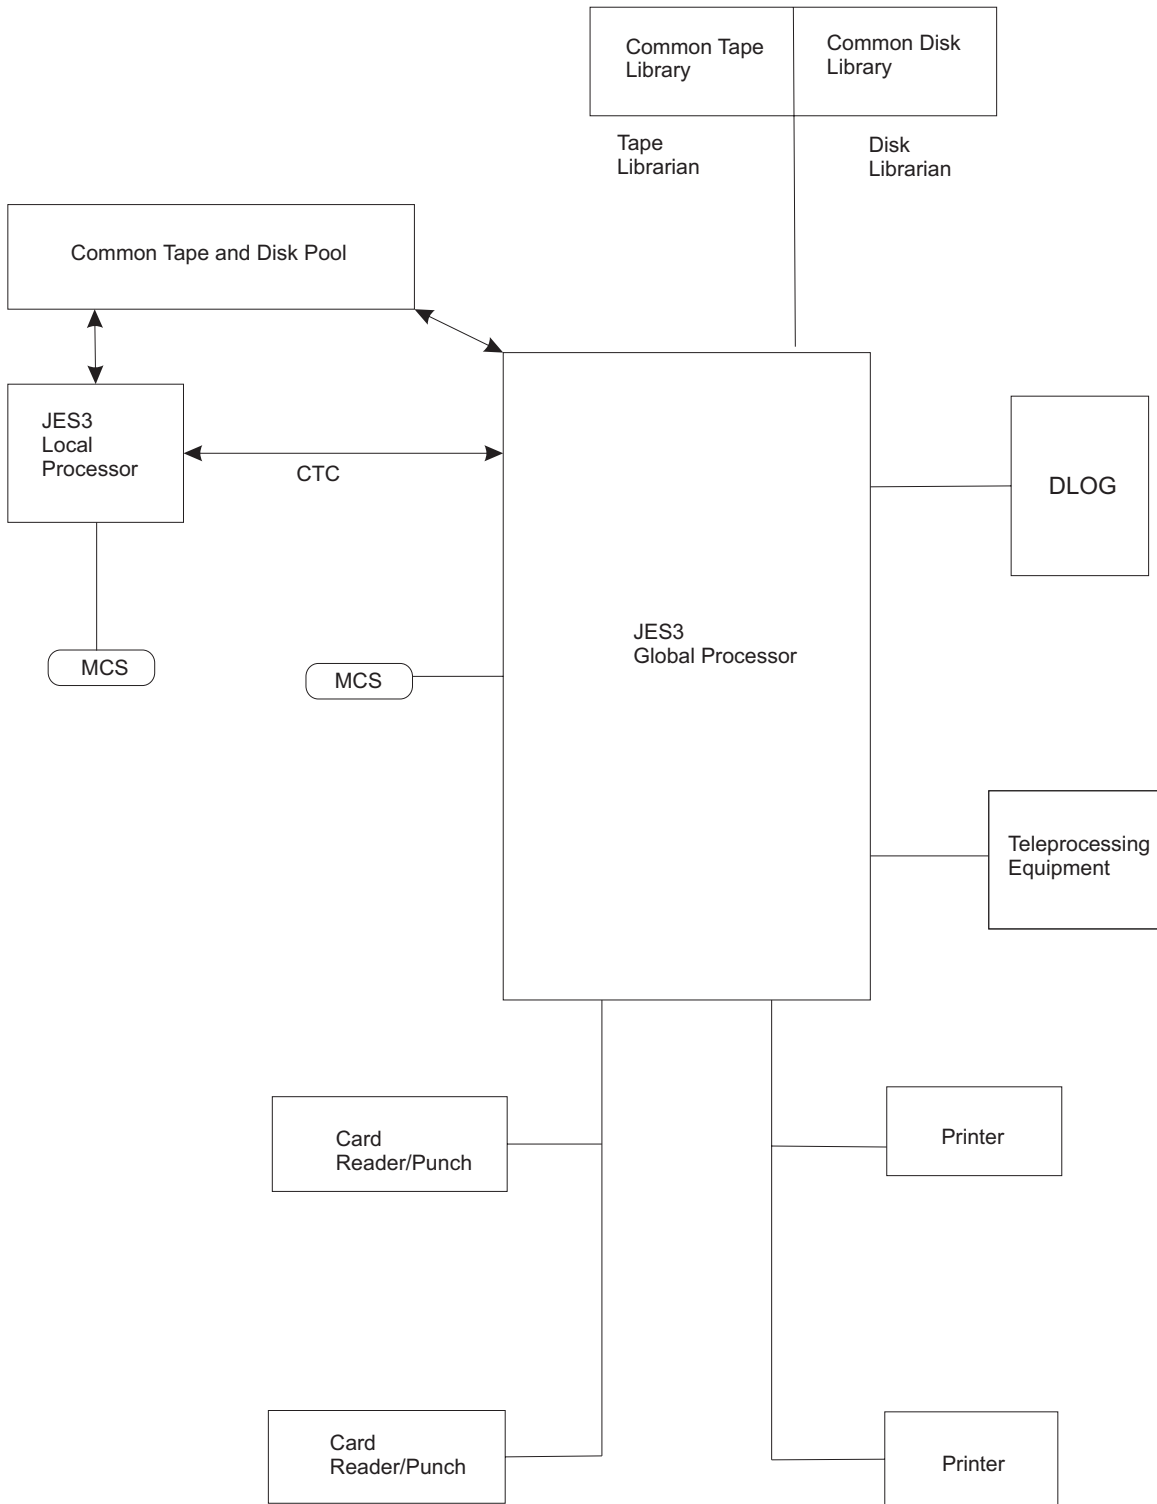 Common Tape
Library
Common Disk
Library
Tape
Librarian
Disk
Librarian
Common Tape and Disk Pool
JES3
Local
Processor
CTC
DLOG
JES3
Global Processor
MCS
MCS
Teleprocessing
Equipment
Card
Reader/Punch
Printer
Card
Reader/Punch
Printer